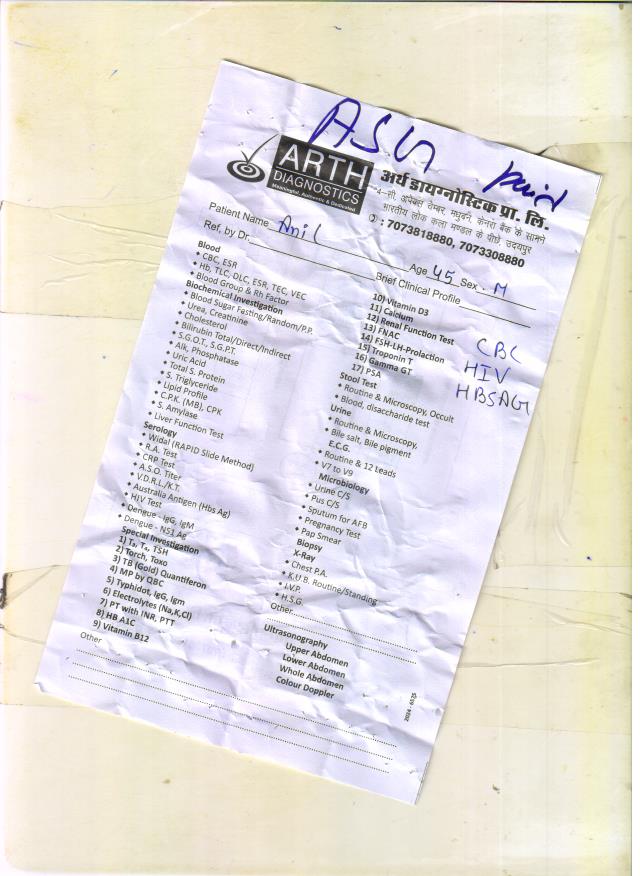 ASG
paid
ARTH
DIAGNOSTICS
Meaningful, Authentic & Dedicated
अर्थ डायग्नोस्टिक प्रा. लि.
4-सी, अपेक्स चेम्बर, मधुबन, केनरा बैंक के सामने
भारतीय लोक कला मण्डल के पीछे, उदयपुर
: 7073818880, 7073308880
Patient Name Anil Age 45 Sex M
Ref. by Dr. Brief Clinical Profile
Blood
• CBC, ESR
• Hb, TLC, DLC, ESR, TEC, VEC
• Blood Group & Rh Factor
Biochemical Investigation
• Blood Sugar Fasting/Random/P.P.
• Urea, Creatinine
• Cholesterol
• Bilirubin Total/Direct/Indirect
• S.G.O.T., S.G.P.T.
• Alk, Phosphatase
• Uric Acid
• Total S. Protein
• S. Triglyceride
• Lipid Profile
• C.P.K. (MB), CPK
• S. Amylase
• Liver Function Test
Serology
• Widal (RAPID Slide Method)
• R.A. Test
• CRP Test
• A.S.O. Titer
• V.D.R.L./K.T.
• Australia Antigen (Hbs Ag)
• HIV Test
• Dengue - IgG, IgM
• Dengue - NS1 Ag
Special Investigation
1) T₃, T₄, TSH
2) Torch, Toxo
3) TB (Gold) Quantiferon
4) MP by QBC
5) Typhidot, IgG, Igm
6) Electrolytes (Na,K,Cl)
7) PT with INR, PTT
8) HB A1C
9) Vitamin B12
Other
10) Vitamin D3
11) Calcium
12) Renal Function Test
13) FNAC
14) FSH-LH-Prolaction
15) Troponin T
16) Gamma GT
17) PSA
Stool Test
• Routine & Microscopy, Occult
• Blood, disaccharide test
Urine
• Routine & Microscopy,
• Bile salt, Bile pigment
E.C.G.
• Routine & 12 Leads
• V7 to V9
Microbiology
• Urine C/S
• Pus C/S
• Sputum for AFB
• Pregnancy Test
• Pap Smear
Biopsy
X-Ray
• Chest P.A.
• K.U.B. Routine/Standing
• I.V.P.
• H.S.G.
Other
Ultrasonography
Upper Abdomen
Lower Abdomen
Whole Abdomen
Colour Doppler
CBC
HIV
HBSAG